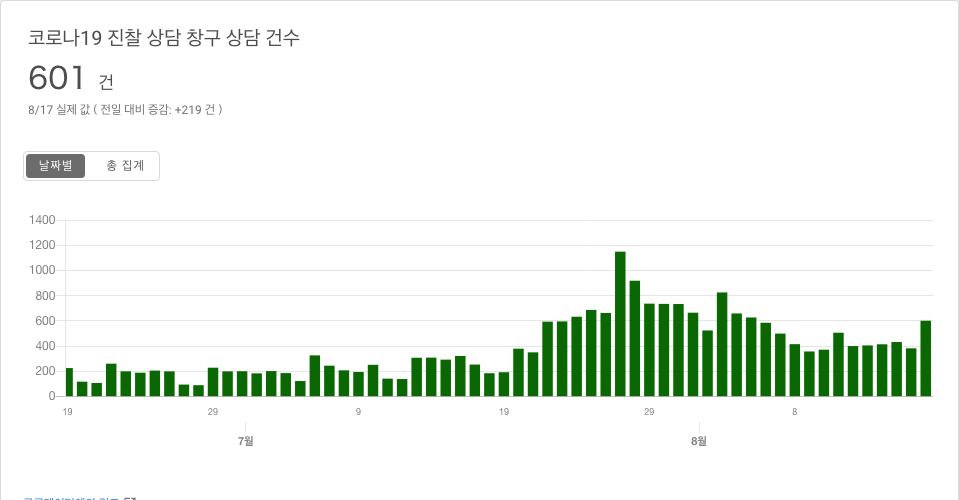 코로나19 진찰 상담 창구 상담 건수
601 건
8/17 실제 값 ( 전일 대비 증감: +219 건 )
날짜별 총 집계
1400
1200
1000
800
600
400
200
0
19 29 9 19 29 8
7월 8월